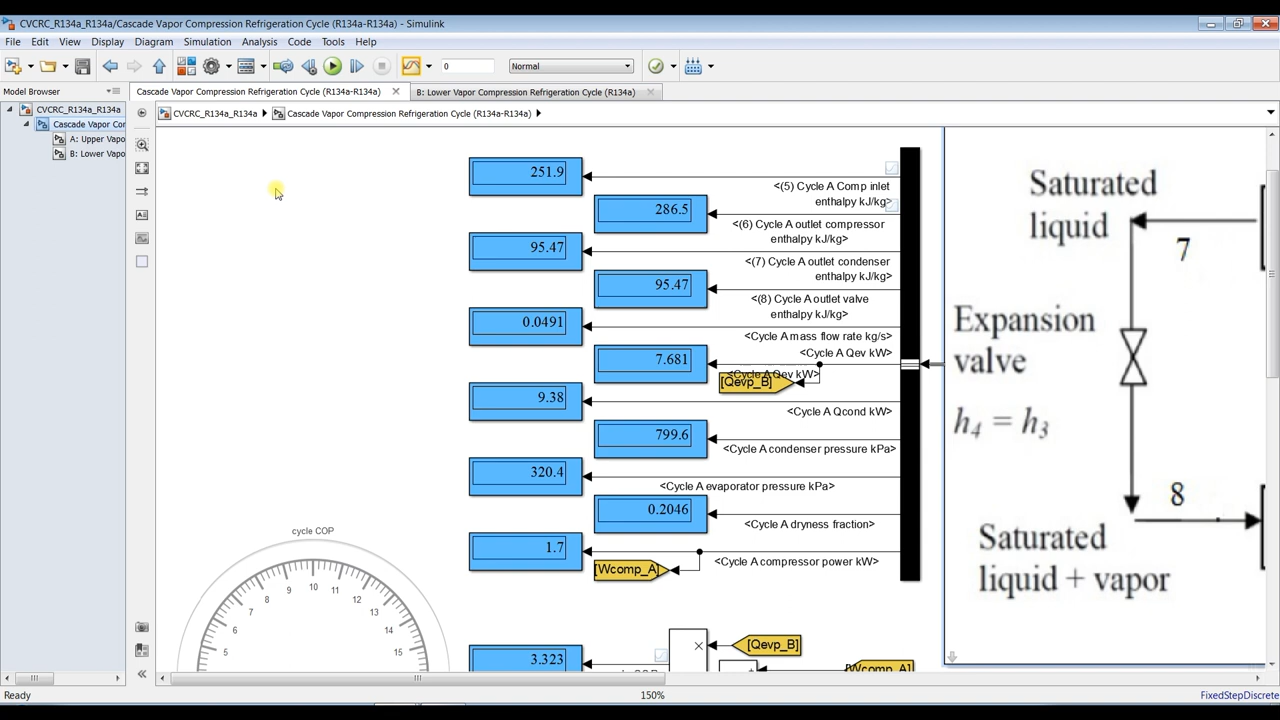 CVCRC_R134a_R134a/Cascade Vapor Compression Refrigeration Cycle (R134a-R134a) - Simulink
File Edit View Display Diagram Simulation Analysis Code Tools Help
0 Normal
Model Browser
Cascade Vapor Compression Refrigeration Cycle (R134a-R134a)
B: Lower Vapor Compression Refrigeration Cycle (R134a)
CVCRC_R134a_R134a
Cascade Vapor Cor
A: Upper Vapo
B: Lower Vapo
CVCRC_R134a_R134a Cascade Vapor Compression Refrigeration Cycle (R134a-R134a)
251.9
<(5) Cycle A Comp inlet
enthalpy kJ/kg>
286.5
<(6) Cycle A outlet compressor
enthalpy kJ/kg>
95.47
<(7) Cycle A outlet condenser
enthalpy kJ/kg>
95.47
<(8) Cycle A outlet valve
enthalpy kJ/kg>
0.0491
<Cycle A mass flow rate kg/s>
<Cycle A Qev kW>
7.681
<Cycle A Qev kW>
[Qevp_B]
9.38
<Cycle A Qcond kW>
799.6
<Cycle A condenser pressure kPa>
320.4
<Cycle A evaporator pressure kPa>
0.2046
<Cycle A dryness fraction>
1.7
<Cycle A compressor power kW>
[Wcomp_A]
cycle COP
5 6 7 8 9 10 11 12 13 14 15
3.323
×
[Qevp_B]
[Wcomp_A]
Saturated
liquid
7
Expansion
valve
h4 = h3
8
Saturated
liquid + vapor
Ready
150%
FixedStepDiscrete